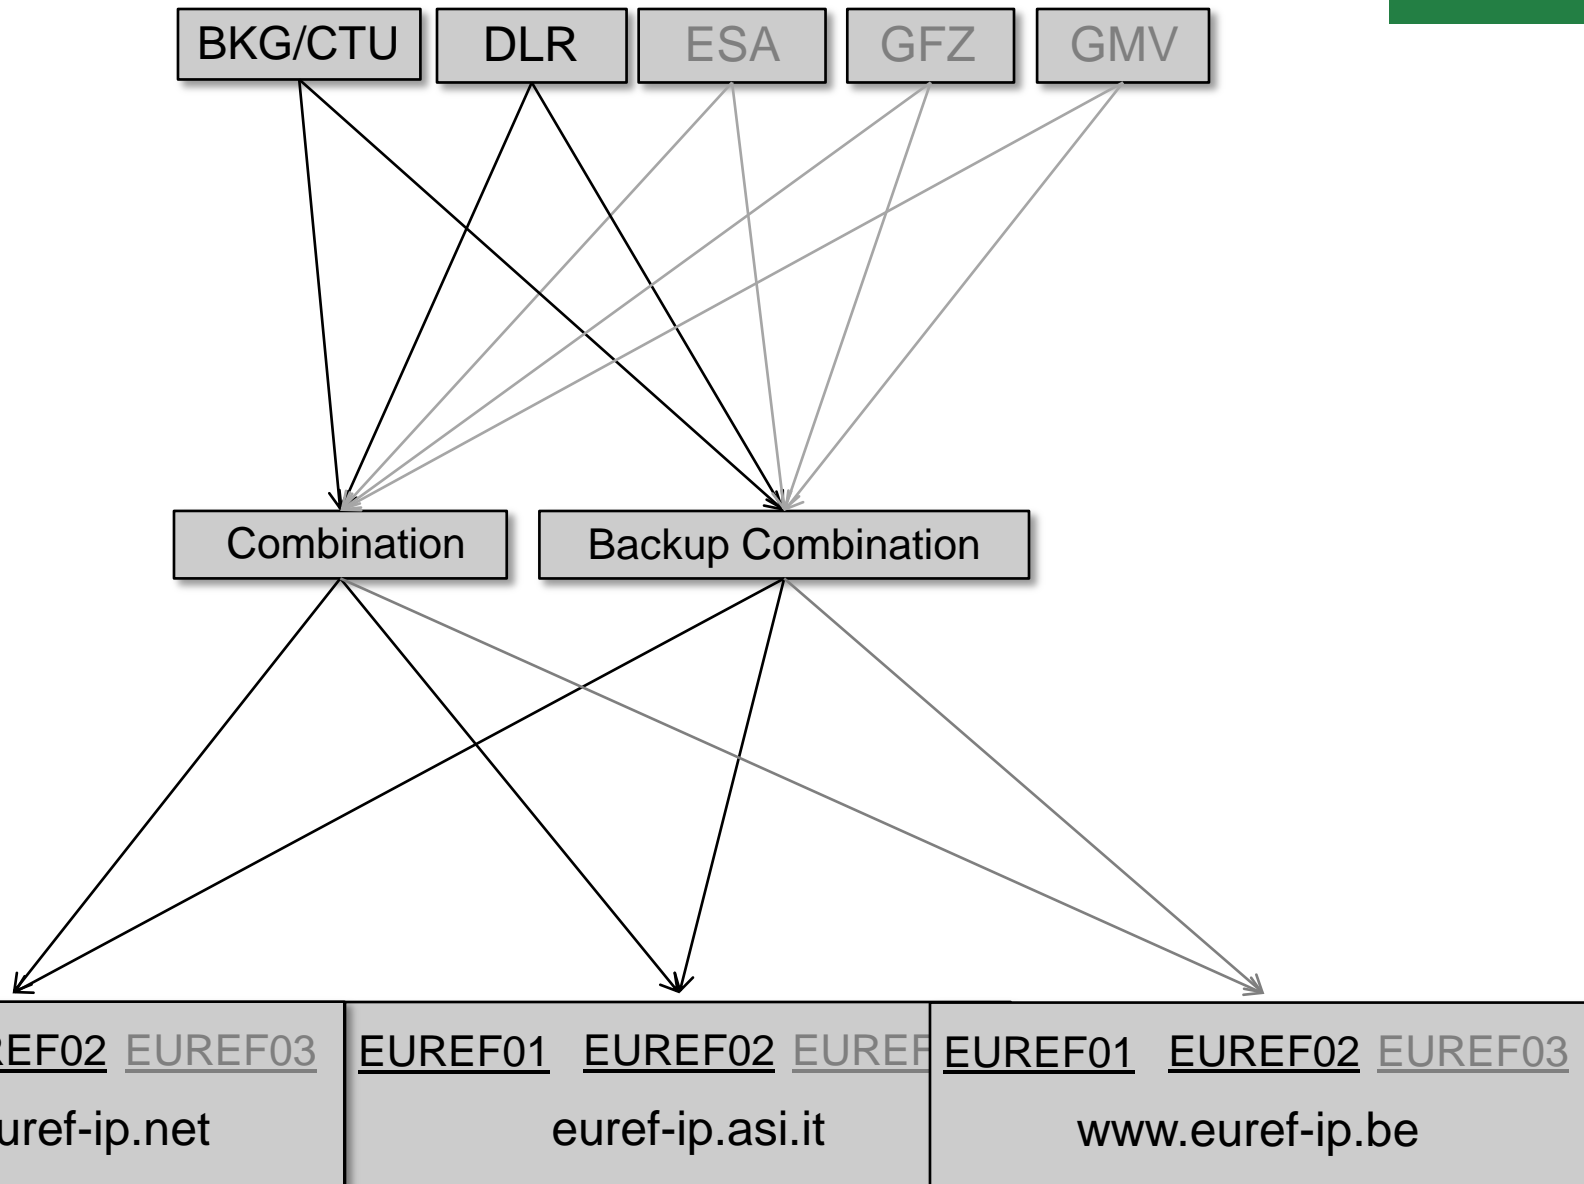 BKG/CTU DLR ESA GFZ GMV
Combination Backup Combination
EF02 EUREF03 EUREF01 EUREF02 EUREF EUREF01 EUREF02 EUREF03
uref-ip.net euref-ip.asi.it www.euref-ip.be